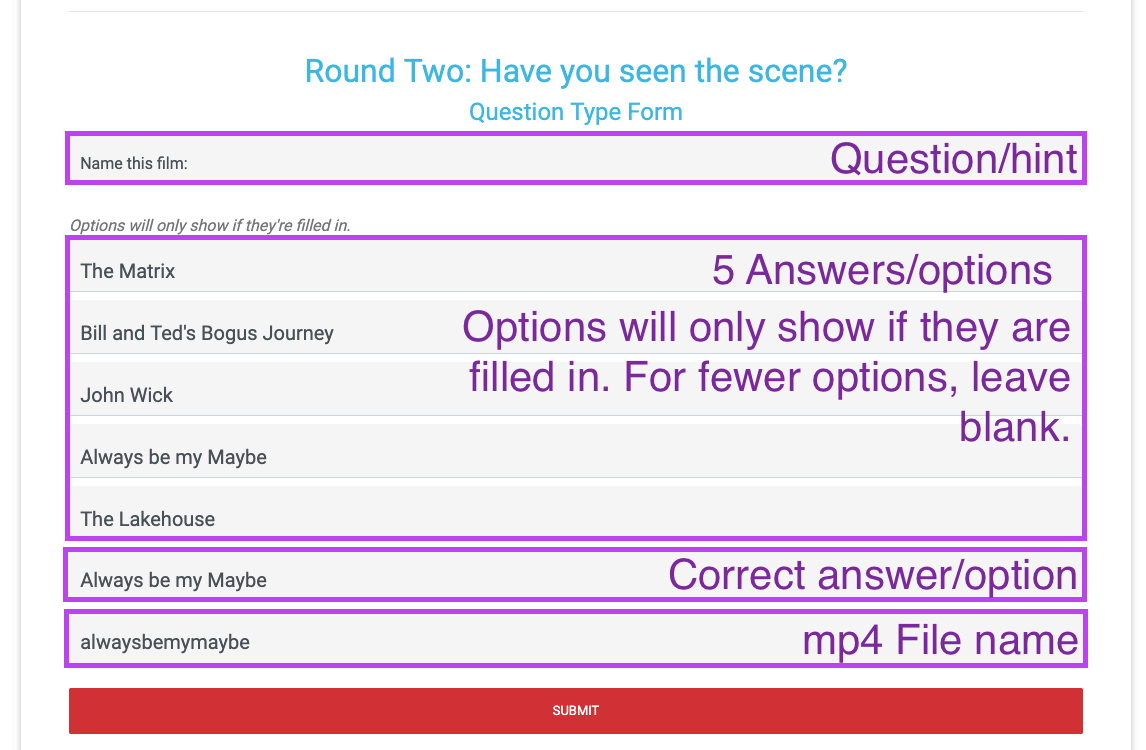 Round Two: Have you seen the scene?
Question Type Form
Name this film: Question/hint
Options will only show if they're filled in.
The Matrix 5 Answers/options
Bill and Ted's Bogus Journey Options will only show if they are
filled in. For fewer options, leave
John Wick
blank.
Always be my Maybe
The Lakehouse
Always be my Maybe Correct answer/option
alwaysbemymaybe mp4 File name
SUBMIT